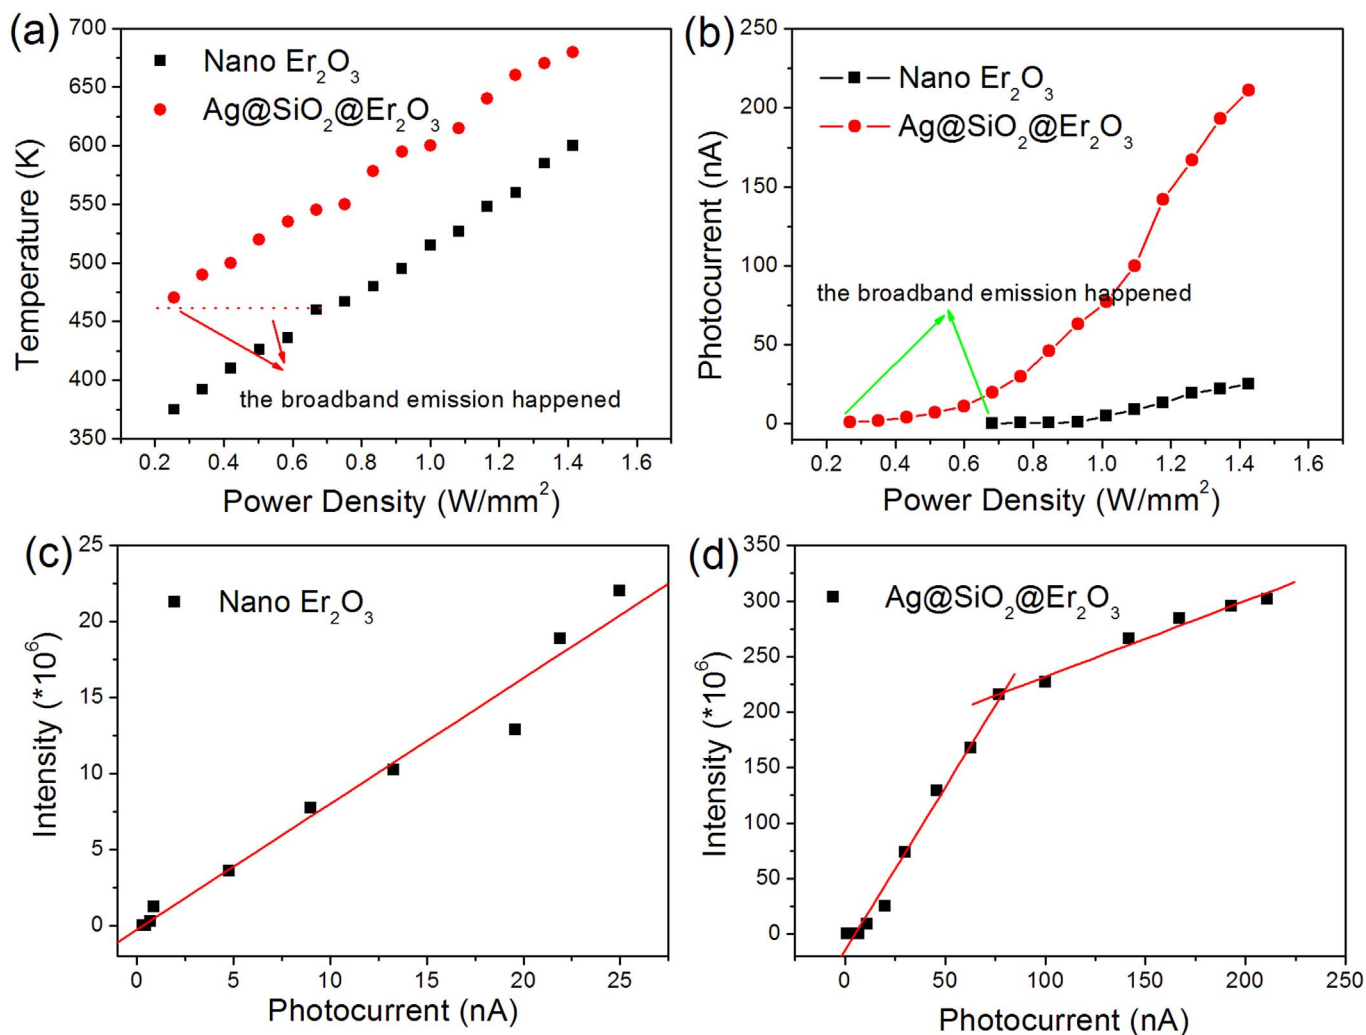 (a)
700
650
600
550
500
450
400
350
Temperature (K)
Nano Er₂O₃
Ag@SiO₂@Er₂O₃
the broadband emission happened
0.2 0.4 0.6 0.8 1.0 1.2 1.4 1.6
Power Density (W/mm²)
(b)
250
200
150
100
50
0
Photocurrent (nA)
Nano Er₂O₃
Ag@SiO₂@Er₂O₃
the broadband emission happened
0.2 0.4 0.6 0.8 1.0 1.2 1.4 1.6
Power Density (W/mm²)
(c)
25
20
15
10
5
0
Intensity (*10⁶)
Nano Er₂O₃
0 5 10 15 20 25
Photocurrent (nA)
(d)
350
300
250
200
150
100
50
0
Intensity (*10⁶)
Ag@SiO₂@Er₂O₃
0 50 100 150 200 250
Photocurrent (nA)